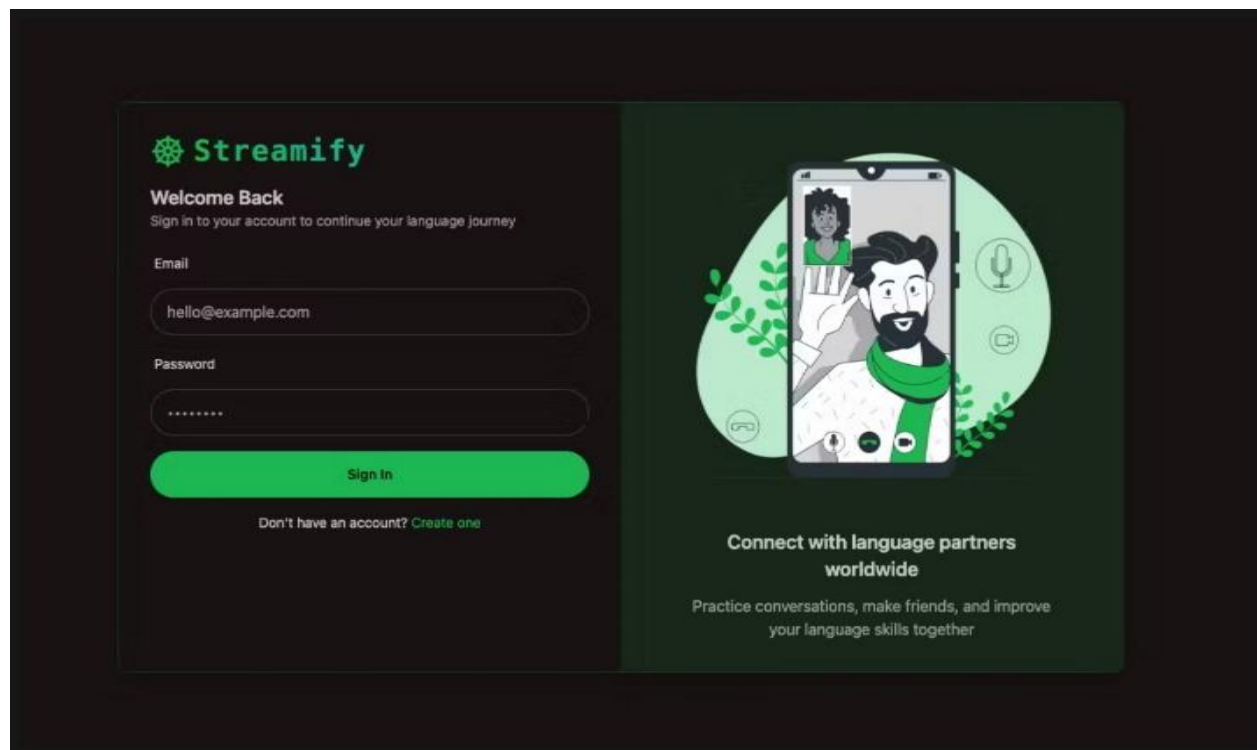 Streamify
Welcome Back
Sign in to your account to continue your language journey
Email
hello@example.com
Password
••••••••
Sign In
Don't have an account? Create one
Connect with language partners
worldwide
Practice conversations, make friends, and improve
your language skills together